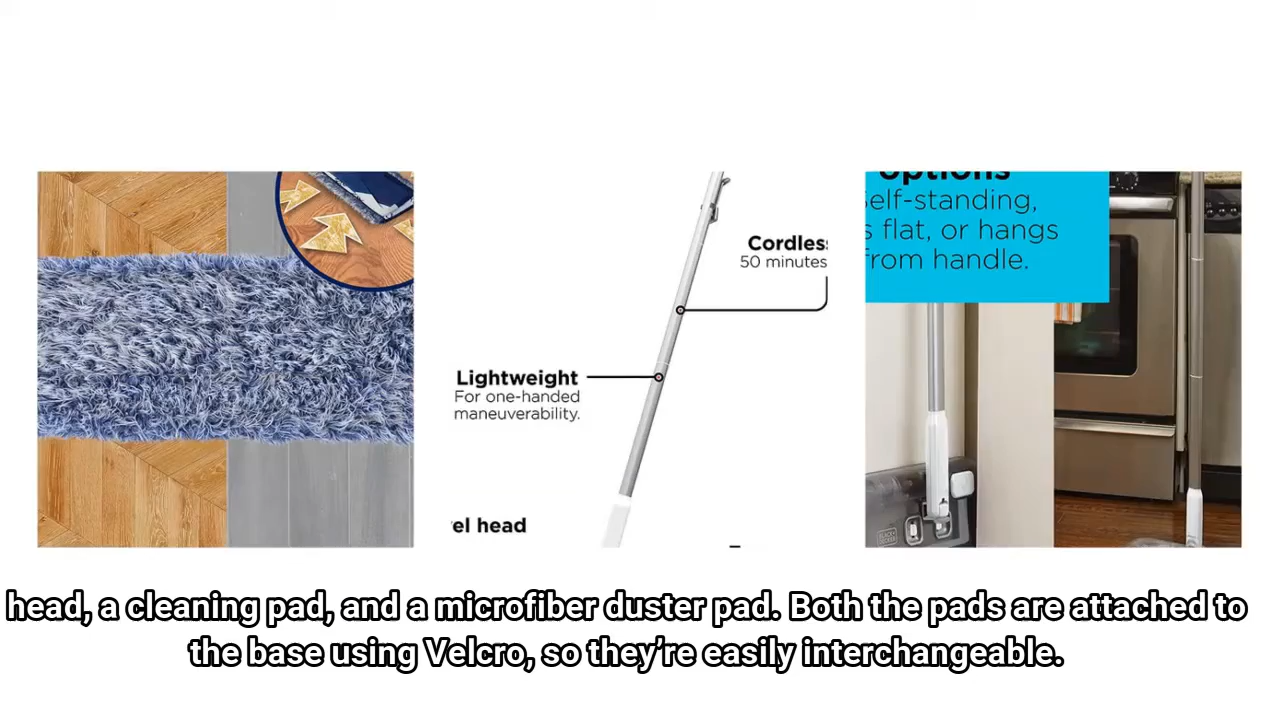 Cordless
50 minutes
Lightweight
For one-handed
maneuverability.
el head
options
Self-standing,
s flat, or hangs
from handle.
BLACK+
DECKER
head, a cleaning pad, and a microfiber duster pad. Both the pads are attached to
the base using Velcro, so they’re easily interchangeable.